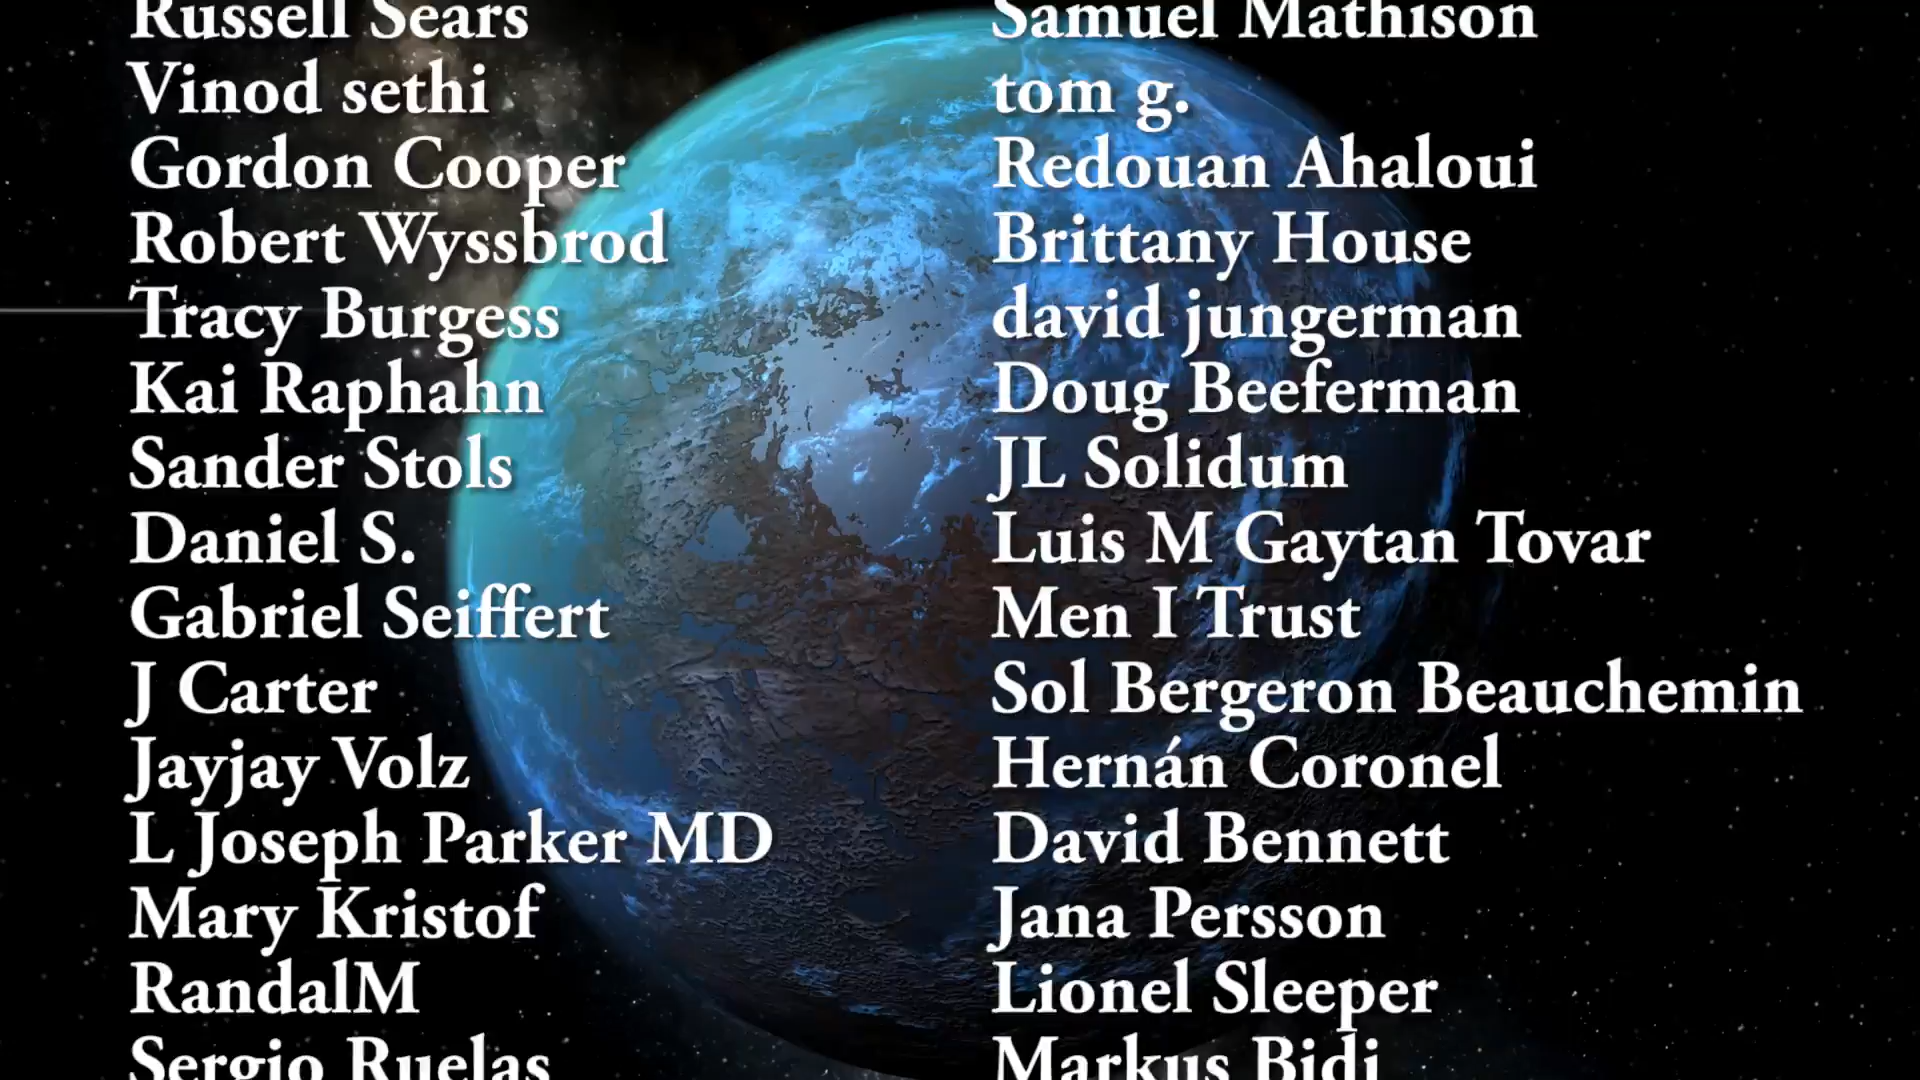 Russell Sears
Vinod sethi
Gordon Cooper
Robert Wyssbrod
Tracy Burgess
Kai Raphahn
Sander Stols
Daniel S.
Gabriel Seiffert
J Carter
Jayjay Volz
L Joseph Parker MD
Mary Kristof
RandalM
Sergio Ruelas
Samuel Mathison
tom g.
Redouan Ahaloui
Brittany House
david jungerman
Doug Beeferman
JL Solidum
Luis M Gaytan Tovar
Men I Trust
Sol Bergeron Beauchemin
Hernán Coronel
David Bennett
Jana Persson
Lionel Sleeper
Markus Bidi